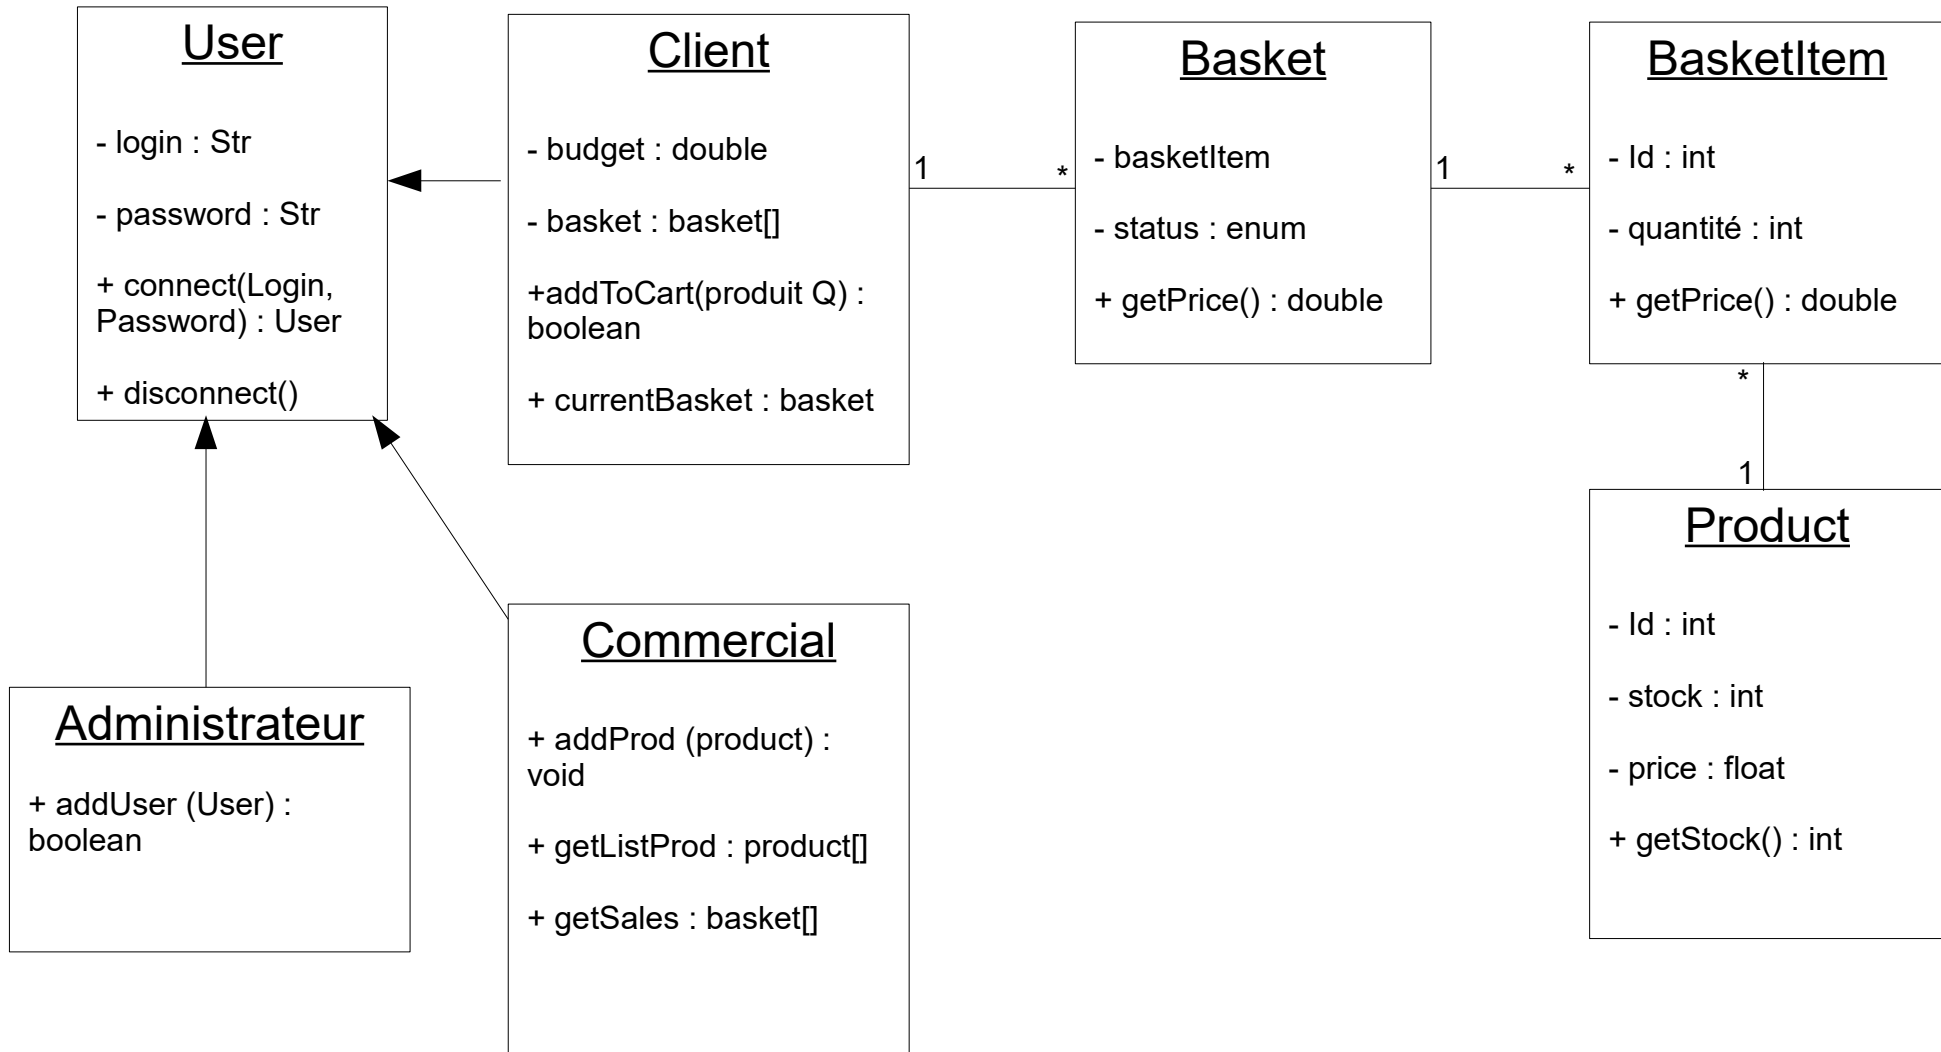 User
- login : Str
- password : Str
+ connect(Login,
Password) : User
+ disconnect()
Client
- budget : double
- basket : basket[]
+addToCart(produit Q) :
boolean
+ currentBasket : basket
1
*
Basket
- basketItem
- status : enum
+ getPrice() : double
1
*
BasketItem
- Id : int
- quantité : int
+ getPrice() : double
*
1
Product
- Id : int
- stock : int
- price : float
+ getStock() : int
Administrateur
+ addUser (User) :
boolean
Commercial
+ addProd (product) :
void
+ getListProd : product[]
+ getSales : basket[]